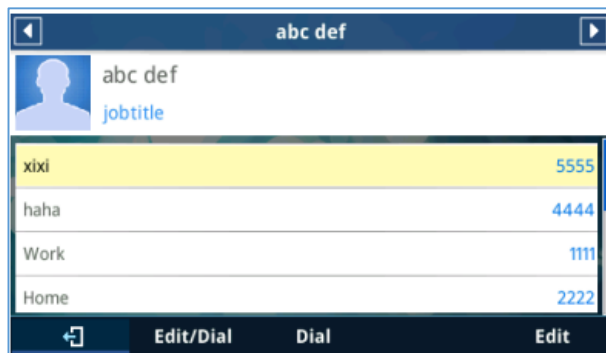 abc def
abc def
jobtitle
xixi 5555
haha 4444
Work 1111
Home 2222
Edit/Dial Dial Edit